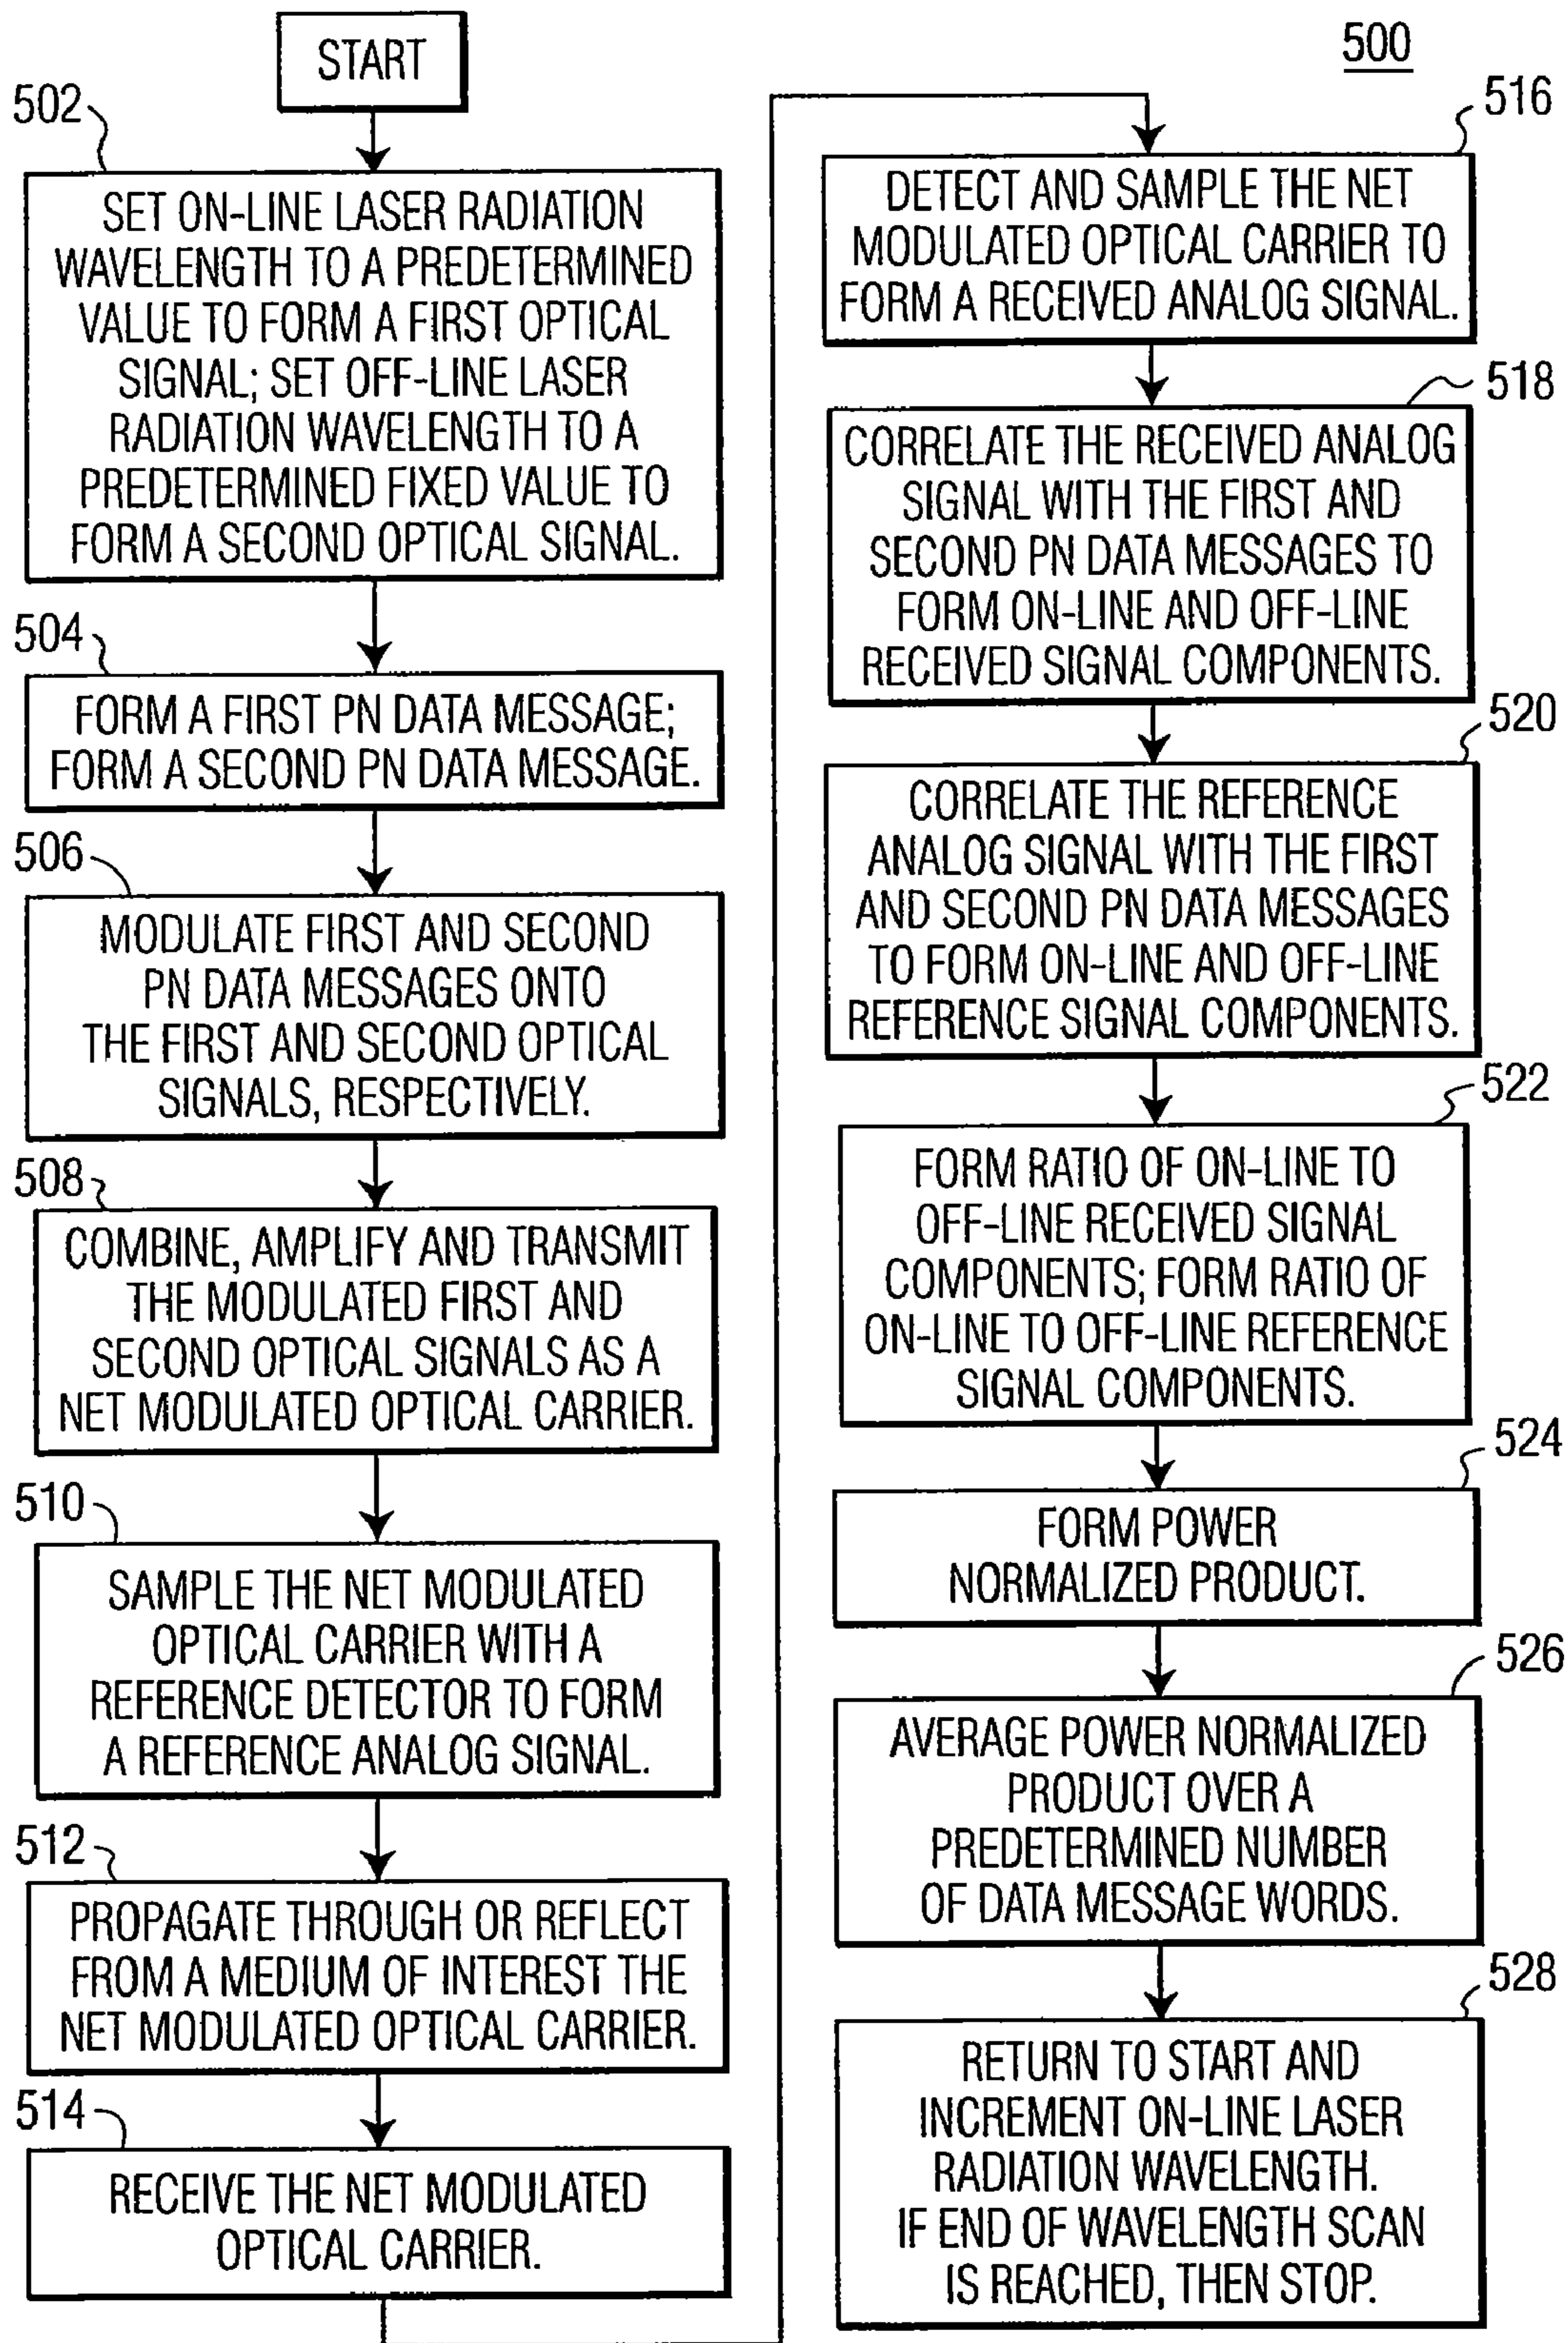 START
500
502
SET ON-LINE LASER RADIATION
WAVELENGTH TO A PREDETERMINED
VALUE TO FORM A FIRST OPTICAL
SIGNAL; SET OFF-LINE LASER
RADIATION WAVELENGTH TO A
PREDETERMINED FIXED VALUE TO
FORM A SECOND OPTICAL SIGNAL.
504
FORM A FIRST PN DATA MESSAGE;
FORM A SECOND PN DATA MESSAGE.
506
MODULATE FIRST AND SECOND
PN DATA MESSAGES ONTO
THE FIRST AND SECOND OPTICAL
SIGNALS, RESPECTIVELY.
508
COMBINE, AMPLIFY AND TRANSMIT
THE MODULATED FIRST AND
SECOND OPTICAL SIGNALS AS A
NET MODULATED OPTICAL CARRIER.
510
SAMPLE THE NET MODULATED
OPTICAL CARRIER WITH A
REFERENCE DETECTOR TO FORM
A REFERENCE ANALOG SIGNAL.
512
PROPAGATE THROUGH OR REFLECT
FROM A MEDIUM OF INTEREST THE
NET MODULATED OPTICAL CARRIER.
514
RECEIVE THE NET MODULATED
OPTICAL CARRIER.
516
DETECT AND SAMPLE THE NET
MODULATED OPTICAL CARRIER TO
FORM A RECEIVED ANALOG SIGNAL.
518
CORRELATE THE RECEIVED ANALOG
SIGNAL WITH THE FIRST AND
SECOND PN DATA MESSAGES TO
FORM ON-LINE AND OFF-LINE
RECEIVED SIGNAL COMPONENTS.
520
CORRELATE THE REFERENCE
ANALOG SIGNAL WITH THE FIRST
AND SECOND PN DATA MESSAGES
TO FORM ON-LINE AND OFF-LINE
REFERENCE SIGNAL COMPONENTS.
522
FORM RATIO OF ON-LINE TO
OFF-LINE RECEIVED SIGNAL
COMPONENTS; FORM RATIO OF
ON-LINE TO OFF-LINE REFERENCE
SIGNAL COMPONENTS.
524
FORM POWER
NORMALIZED PRODUCT.
526
AVERAGE POWER NORMALIZED
PRODUCT OVER A
PREDETERMINED NUMBER
OF DATA MESSAGE WORDS.
528
RETURN TO START AND
INCREMENT ON-LINE LASER
RADIATION WAVELENGTH.
IF END OF WAVELENGTH SCAN
IS REACHED, THEN STOP.